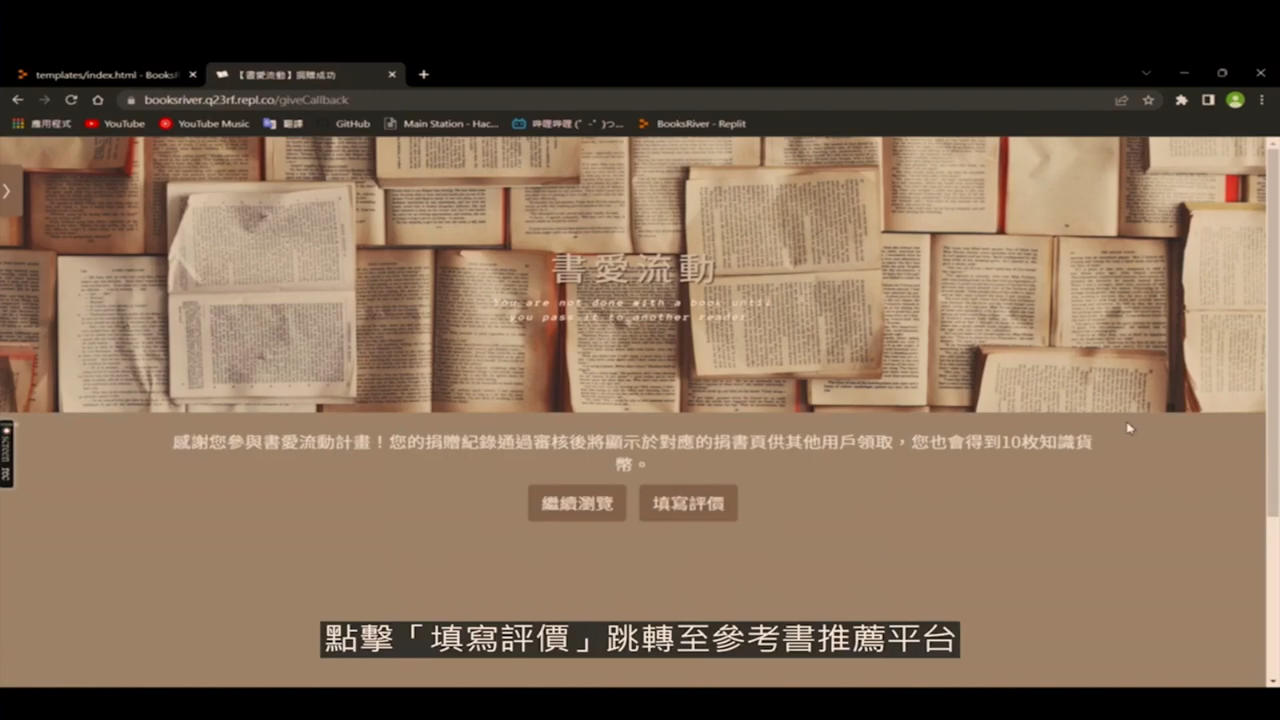 templates/index.html - Books
【書愛流動】捐贈成功
booksriver.q23rf.repl.co/giveCallback
應用程式
YouTube
YouTube Music
翻譯
GitHub
Main Station - Hac...
BooksRiver - Replit
書愛流動
You are not done with a book until
you pass it to another reader
感謝您參與書愛流動計畫！您的捐贈紀錄通過審核後將顯示於對應的捐書頁供其他用戶領取，您也會得到10枚知識貨
幣。
繼續瀏覽
填寫評價
screen rec
點擊「填寫評價」跳轉至參考書推薦平台